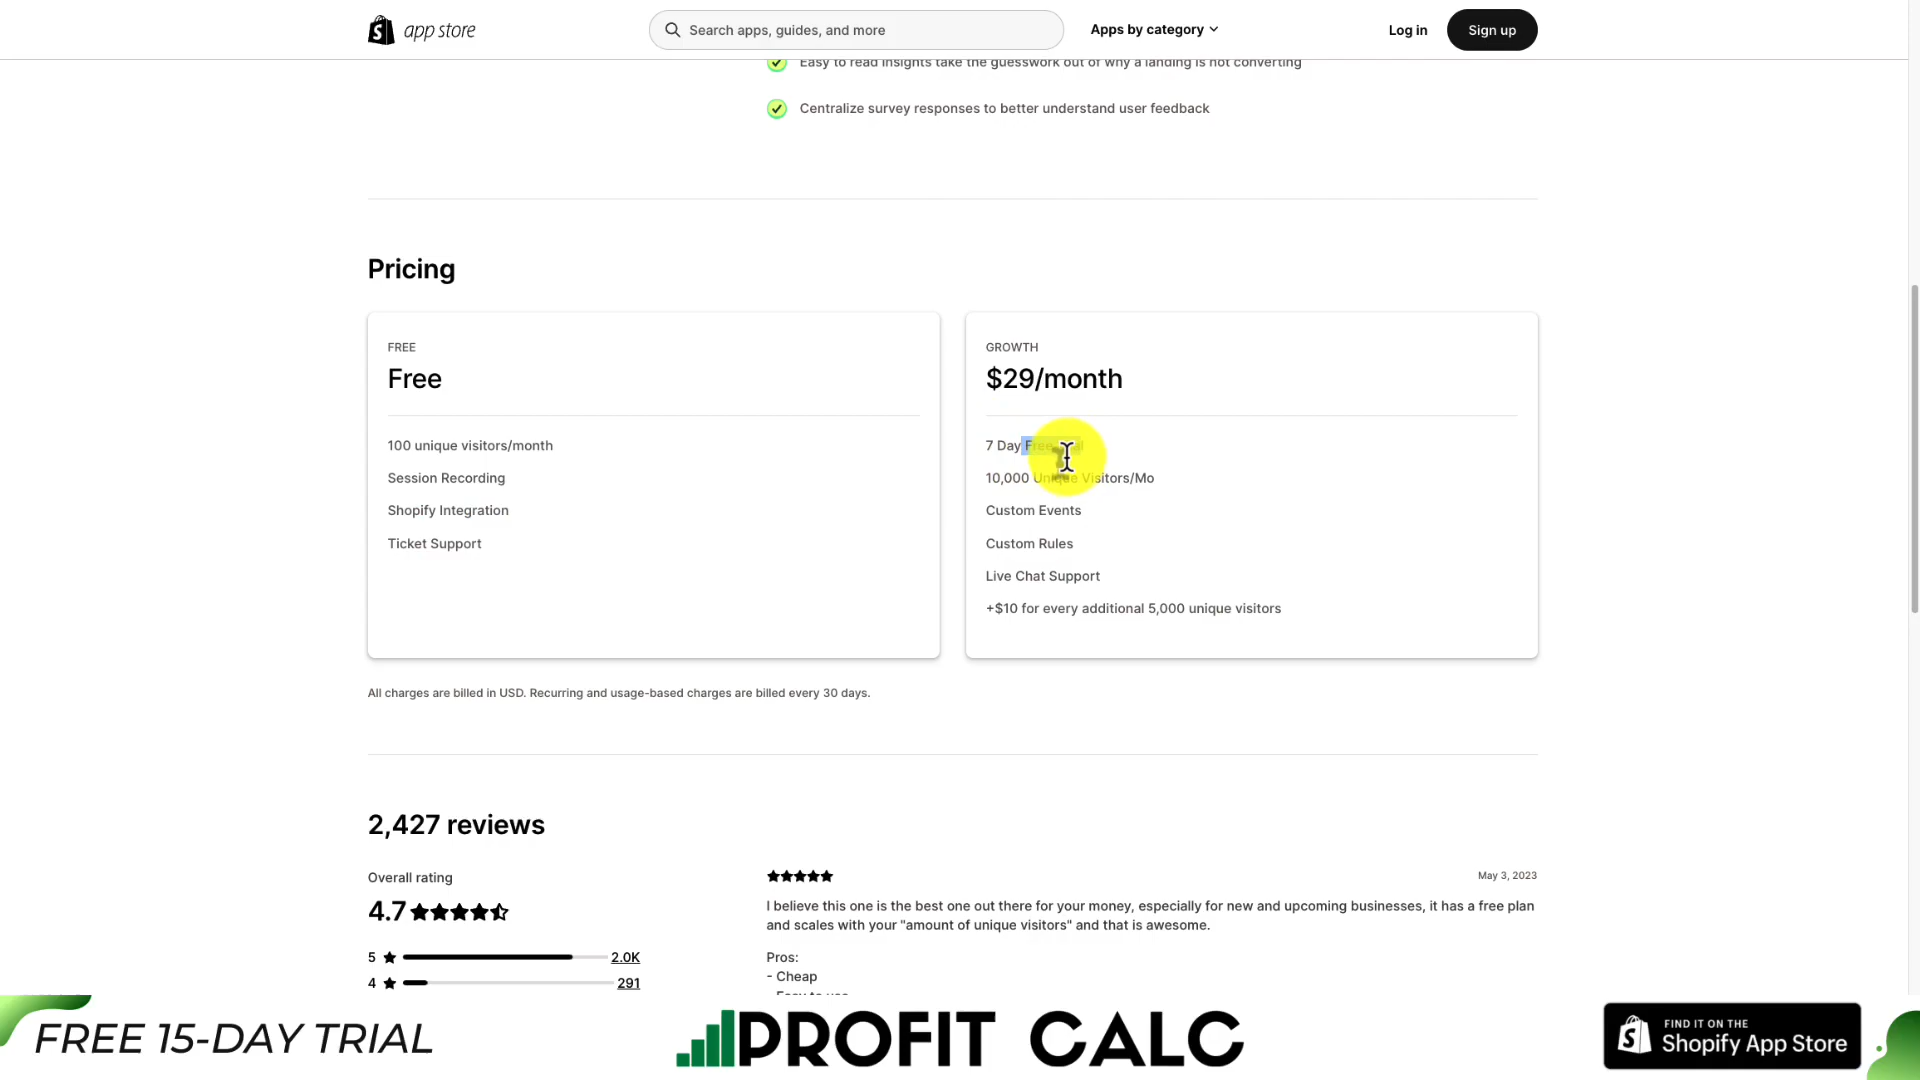 app store
Search apps, guides, and more
Apps by category
Log in
Sign up
Easy to read insights take the guesswork out of why a landing is not converting
Centralize survey responses to better understand user feedback
Pricing
FREE
Free
100 unique visitors/month
Session Recording
Shopify Integration
Ticket Support
GROWTH
$29/month
7 Day Free Trial
10,000 Unique Visitors/Mo
Custom Events
Custom Rules
Live Chat Support
+$10 for every additional 5,000 unique visitors
All charges are billed in USD. Recurring and usage-based charges are billed every 30 days.
2,427 reviews
Overall rating
4.7
5 2.0K
4 291
May 3, 2023
I believe this one is the best one out there for your money, especially for new and upcoming businesses, it has a free plan
and scales with your "amount of unique visitors" and that is awesome.
Pros:
- Cheap
- Easy to use
FREE 15-DAY TRIAL
PROFIT CALC
FIND IT ON THE
Shopify App Store